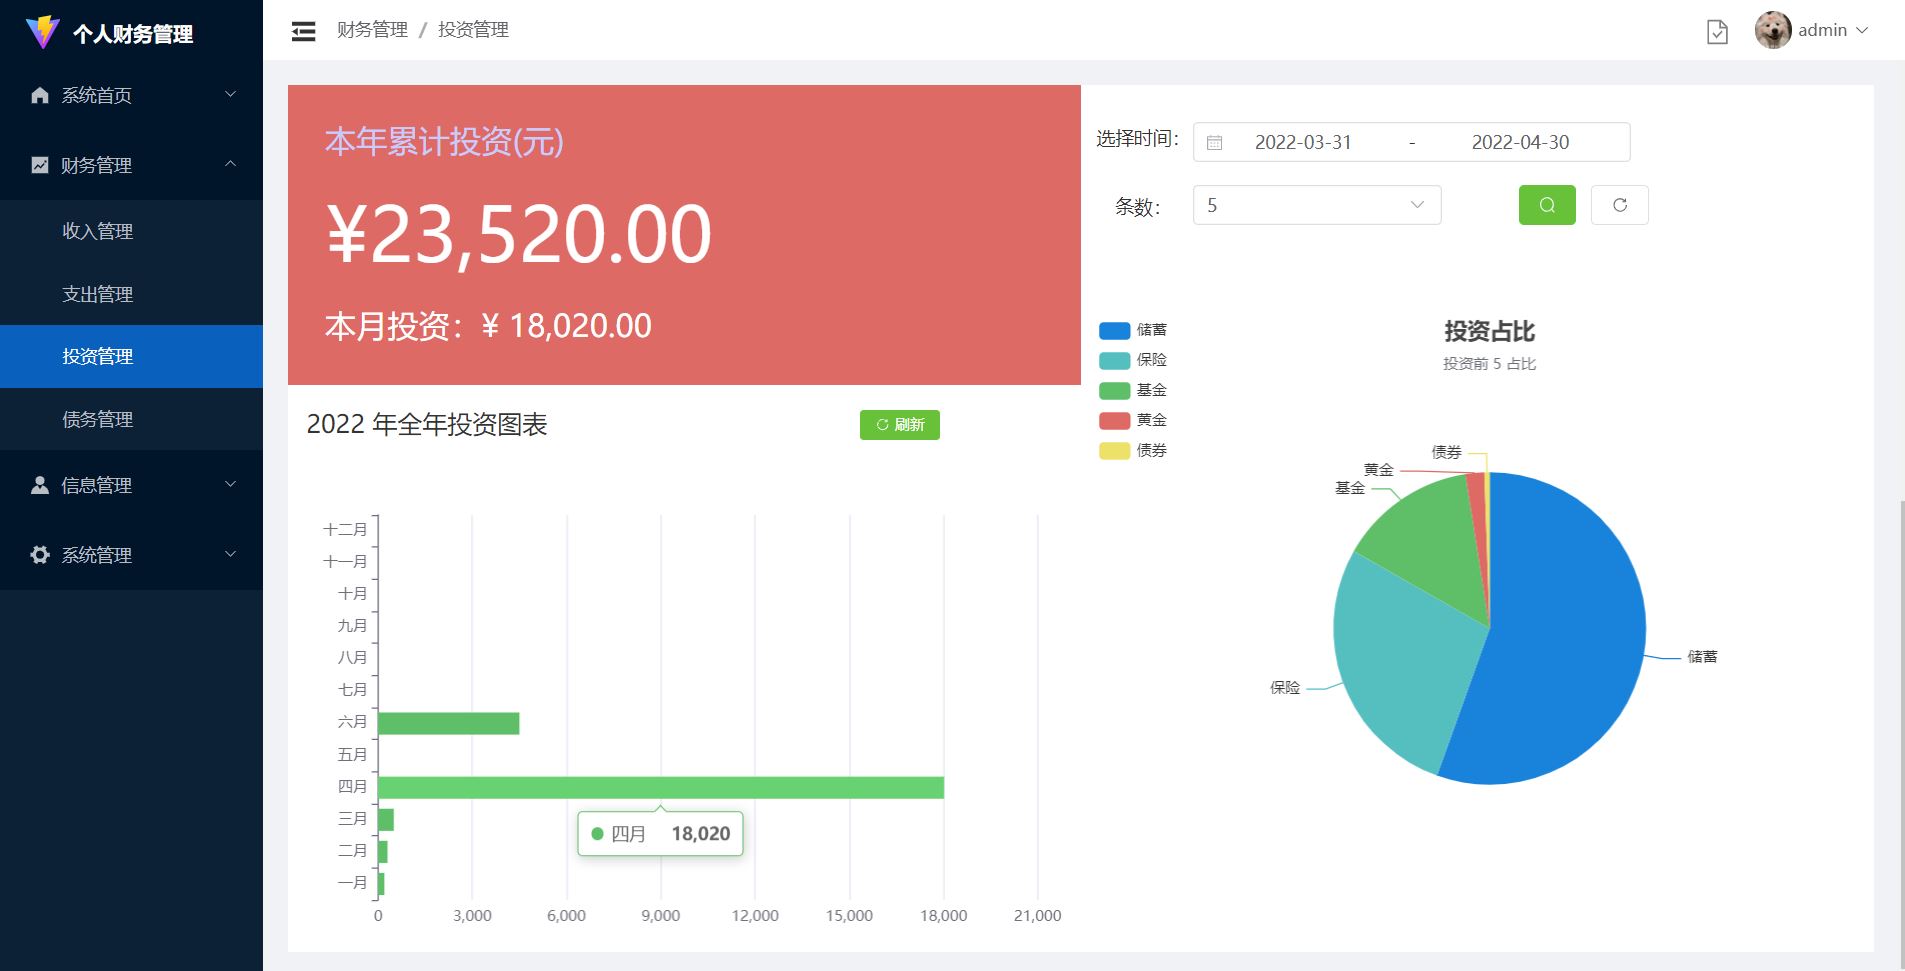 个人财务管理
系统首页
财务管理
收入管理
支出管理
投资管理
债务管理
信息管理
系统管理
财务管理 / 投资管理
admin
本年累计投资(元)
¥23,520.00
本月投资：¥ 18,020.00
选择时间：
2022-03-31 - 2022-04-30
条数：
5
2022 年全年投资图表
刷新
十二月
十一月
十月
九月
八月
七月
六月
五月
四月
三月
二月
一月
四月 18,020
0 3,000 6,000 9,000 12,000 15,000 18,000 21,000
储蓄
保险
基金
黄金
债券
投资占比
投资前 5 占比
债券
黄金
基金
储蓄
保险